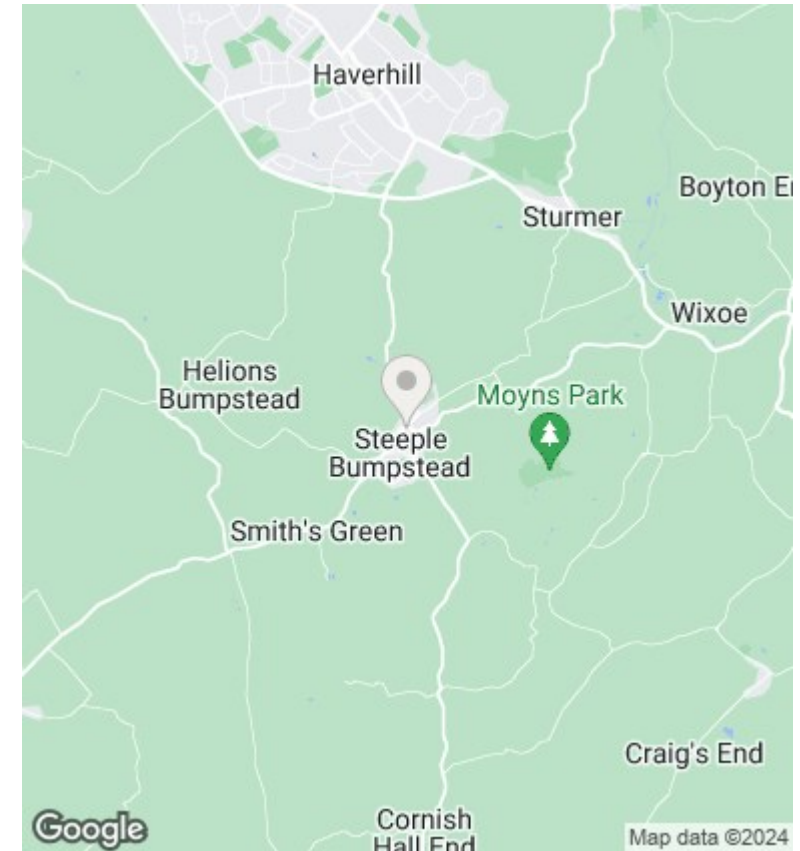 Haverhill
Boyton E
Sturmer
Wixoe
Helions
Bumpstead
Moyns Park
Steeple
Bumpstead
Smith's Green
Craig's End
Cornish
Hall End
Google
Map data ©2024